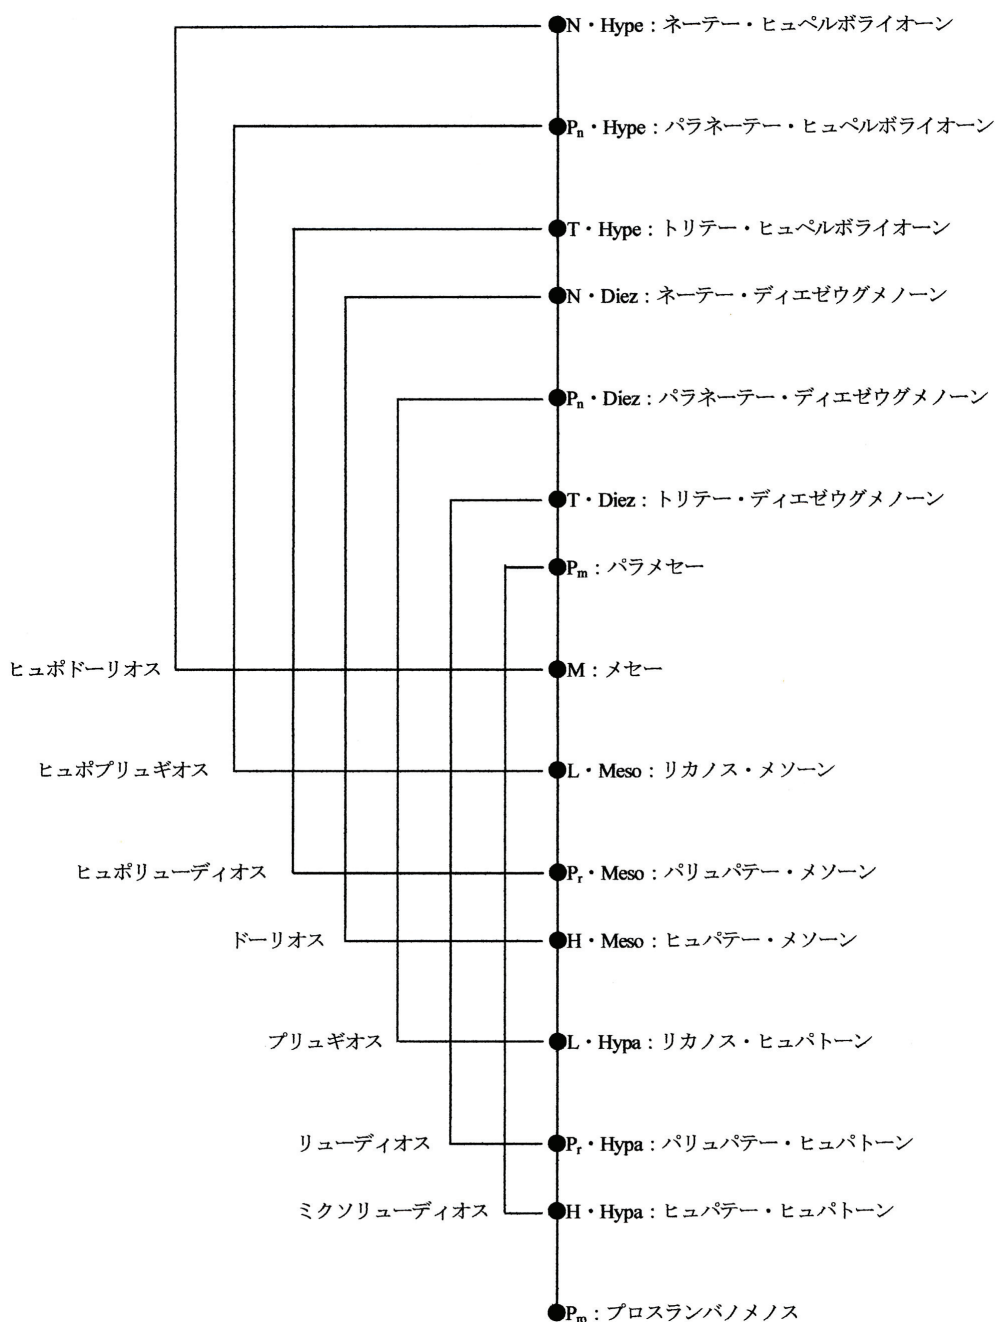 N・Hype：ネーテー・ヒュペルボライオーン
Pn・Hype：パラネーテー・ヒュペルボライオーン
T・Hype：トリテー・ヒュペルボライオーン
N・Diez：ネーテー・ディエゼウグメノーン
Pn・Diez：パラネーテー・ディエゼウグメノーン
T・Diez：トリテー・ディエゼウグメノーン
Pm：パラメセー
ヒュポドーリオス M：メセー
ヒュポプリュギオス L・Meso：リカノス・メソーン
ヒュポリューディオス Pr・Meso：パリュパテー・メソーン
ドーリオス H・Meso：ヒュパテー・メソーン
プリュギオス L・Hypa：リカノス・ヒュパトーン
リューディオス Pr・Hypa：パリュパテー・ヒュパトーン
ミクソリューディオス H・Hypa：ヒュパテー・ヒュパトーン
：プロスランバノメノス